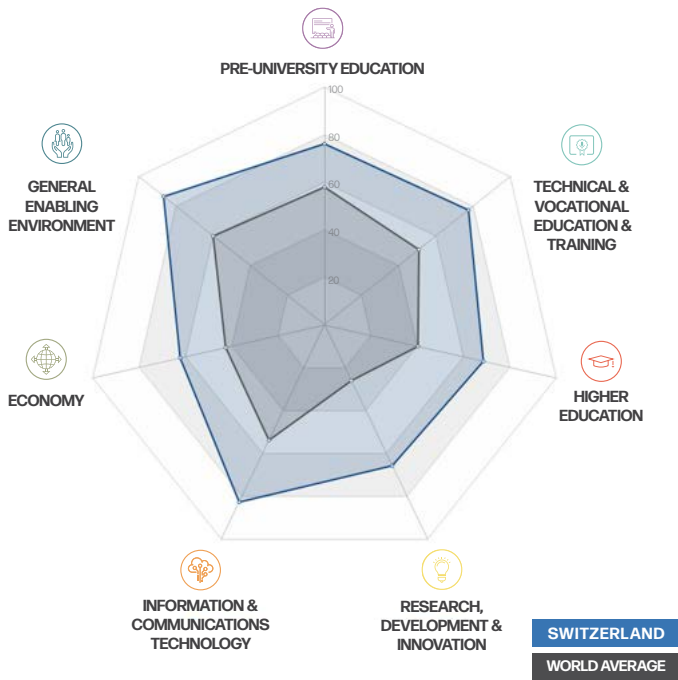 PRE-UNIVERSITY EDUCATION
100
80
60
40
20
GENERAL
ENABLING
ENVIRONMENT
TECHNICAL &
VOCATIONAL
EDUCATION &
TRAINING
ECONOMY
HIGHER
EDUCATION
INFORMATION &
COMMUNICATIONS
TECHNOLOGY
RESEARCH,
DEVELOPMENT &
INNOVATION
SWITZERLAND
WORLD AVERAGE